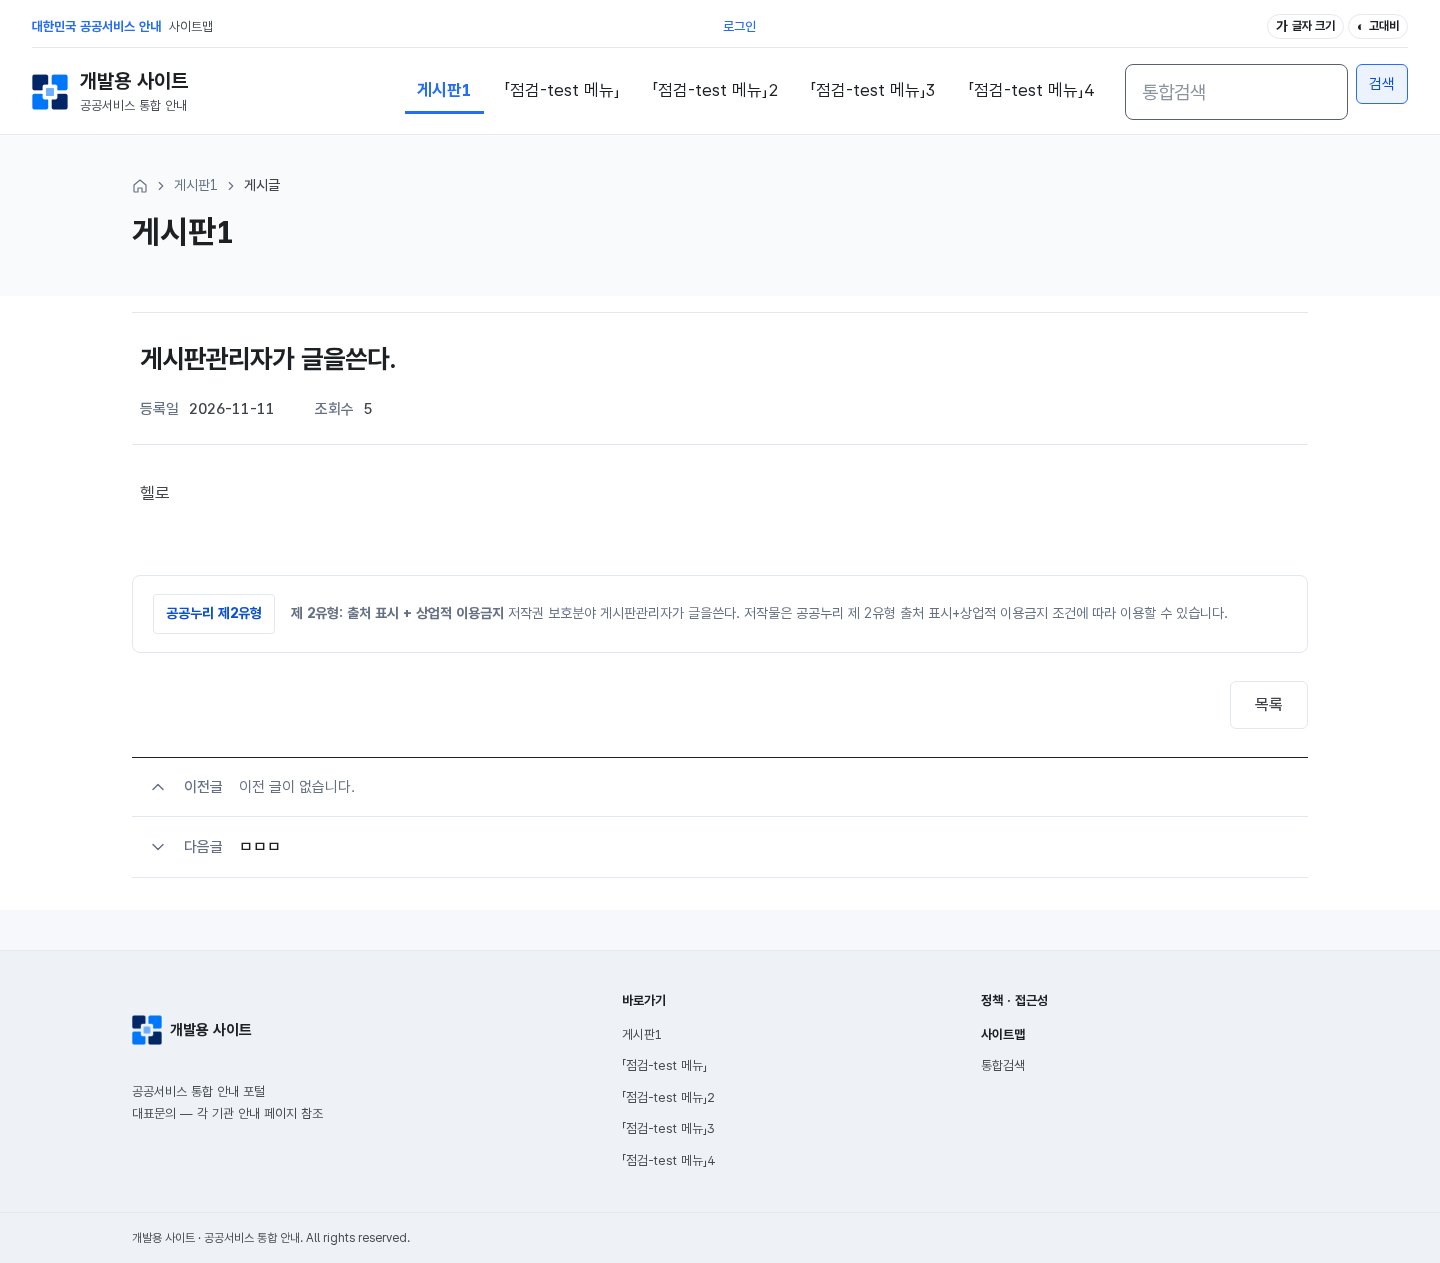 대한민국 공공서비스 안내 사이트맵
로그인
가 글자 크기
고대비
개발용 사이트
공공서비스 통합 안내
게시판1
「점검-test 메뉴」
「점검-test 메뉴」2
「점검-test 메뉴」3
「점검-test 메뉴」4
통합검색
검색
게시판1
게시글
게시판1
게시판관리자가 글을쓴다.
등록일 2026-11-11 조회수 5
헬로
공공누리 제2유형
제 2유형: 출처 표시 + 상업적 이용금지 저작권 보호분야 게시판관리자가 글을쓴다. 저작물은 공공누리 제 2유형 출처 표시+상업적 이용금지 조건에 따라 이용할 수 있습니다.
목록
이전글 이전 글이 없습니다.
다음글 ㅁㅁㅁ
개발용 사이트
공공서비스 통합 안내 포털
대표문의 — 각 기관 안내 페이지 참조
바로가기
게시판1
「점검-test 메뉴」
「점검-test 메뉴」2
「점검-test 메뉴」3
「점검-test 메뉴」4
정책 · 접근성
사이트맵
통합검색
개발용 사이트 · 공공서비스 통합 안내. All rights reserved.